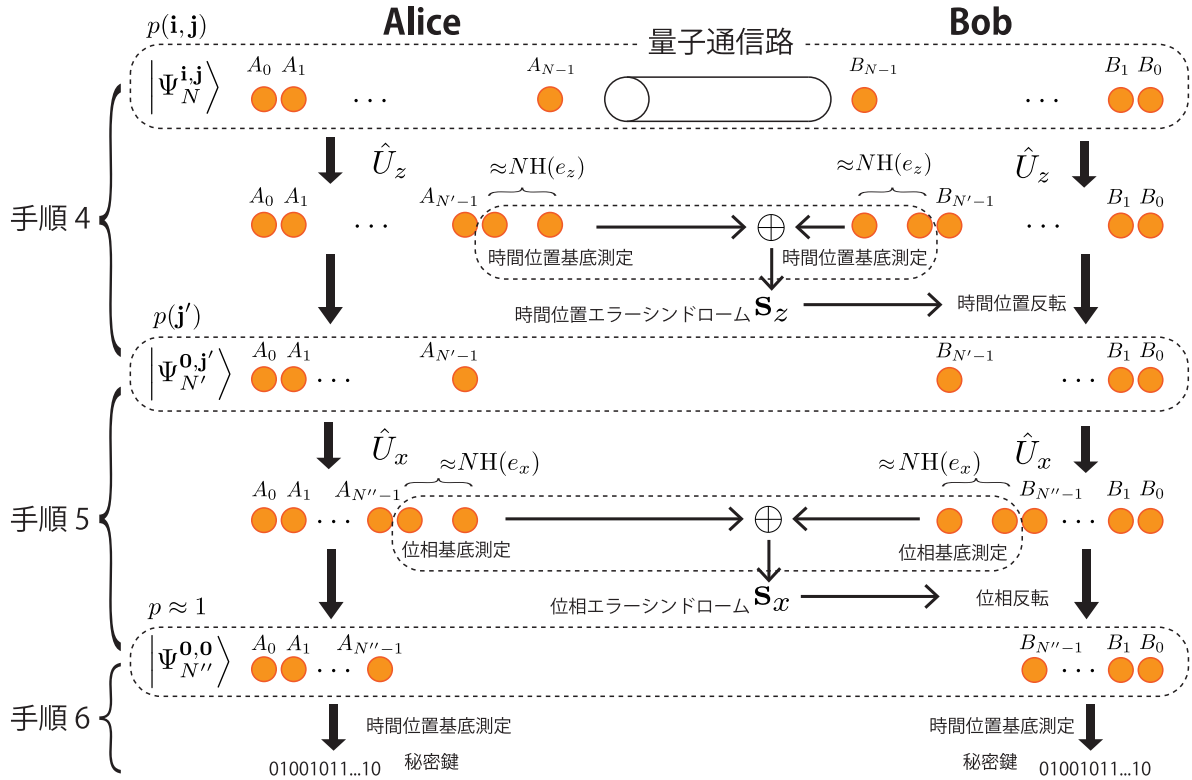 p(i, j) Alice Bob
量子通信路
|Ψ_N^{i,j}⟩ A_0 A_1 ··· A_{N−1} B_{N−1} ··· B_1 B_0
Û_z ≈NH(e_z) ≈NH(e_z) Û_z
手順 4
A_0 A_1 ··· A_{N′−1} ⊕ B_{N′−1} ··· B_1 B_0
時間位置基底測定 時間位置基底測定
時間位置エラーシンドローム s_z 時間位置反転
p(j′)
|Ψ_{N′}^{0,j′}⟩ A_0 A_1 ··· A_{N′−1} B_{N′−1} ··· B_1 B_0
Û_x ≈NH(e_x) ≈NH(e_x) Û_x
手順 5
A_0 A_1 ··· A_{N″−1} ⊕ B_{N″−1} ··· B_1 B_0
位相基底測定 位相基底測定
位相エラーシンドローム s_x 位相反転
p ≈ 1
|Ψ_{N″}^{0,0}⟩ A_0 A_1 ··· A_{N″−1} B_{N″−1} ··· B_1 B_0
手順 6
時間位置基底測定 時間位置基底測定
01001011...10 秘密鍵 秘密鍵 01001011...10